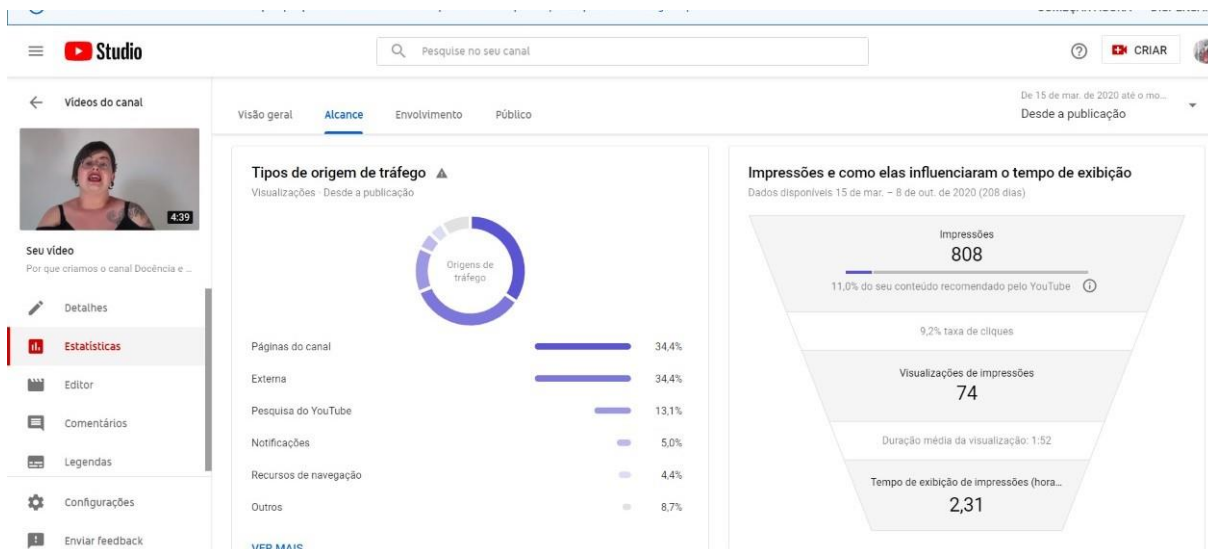 Studio
Pesquise no seu canal
CRIAR
Vídeos do canal
4:39
Seu vídeo
Por que criamos o canal Docência e ...
Detalhes
Estatísticas
Editor
Comentários
Legendas
Configurações
Enviar feedback
Visão geral Alcance Envolvimento Público
De 15 de mar. de 2020 até o mo...
Desde a publicação
Tipos de origem de tráfego
Visualizações · Desde a publicação
Origens de
tráfego
Páginas do canal 34,4%
Externa 34,4%
Pesquisa do YouTube 13,1%
Notificações 5,0%
Recursos de navegação 4,4%
Outros 8,7%
VER MAIS
Impressões e como elas influenciaram o tempo de exibição
Dados disponíveis 15 de mar. – 8 de out. de 2020 (208 dias)
Impressões
808
11,0% do seu conteúdo recomendado pelo YouTube
9,2% taxa de cliques
Visualizações de impressões
74
Duração média da visualização: 1:52
Tempo de exibição de impressões (hora...
2,31